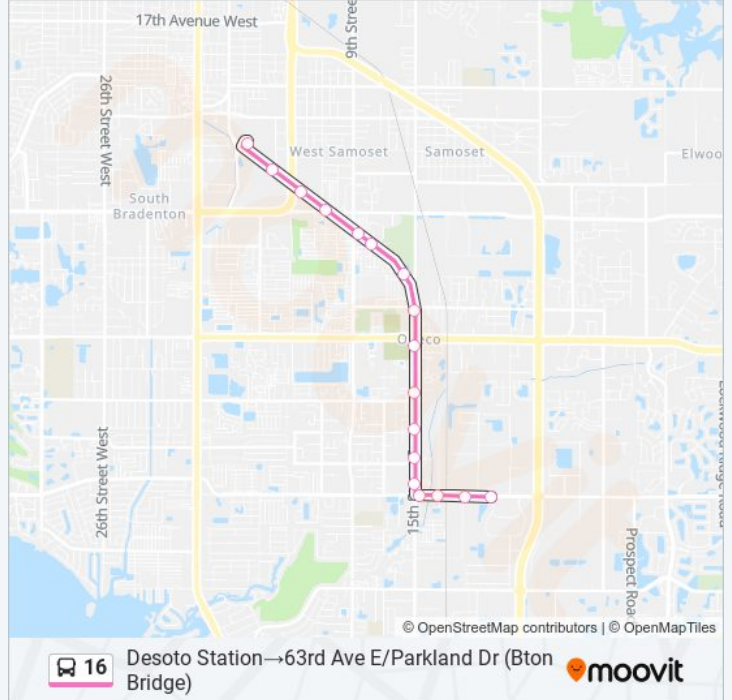 17th Avenue West
9th Stree
26th Street West
West Samoset
Samoset
Elwoo
South
Bradenton
Oneco
26th Street West
15th
Prospect Road
Lockwood Ridge Road
© OpenStreetMap contributors | © OpenMapTiles
16
Desoto Station→63rd Ave E/Parkland Dr (Bton
Bridge)
moovit